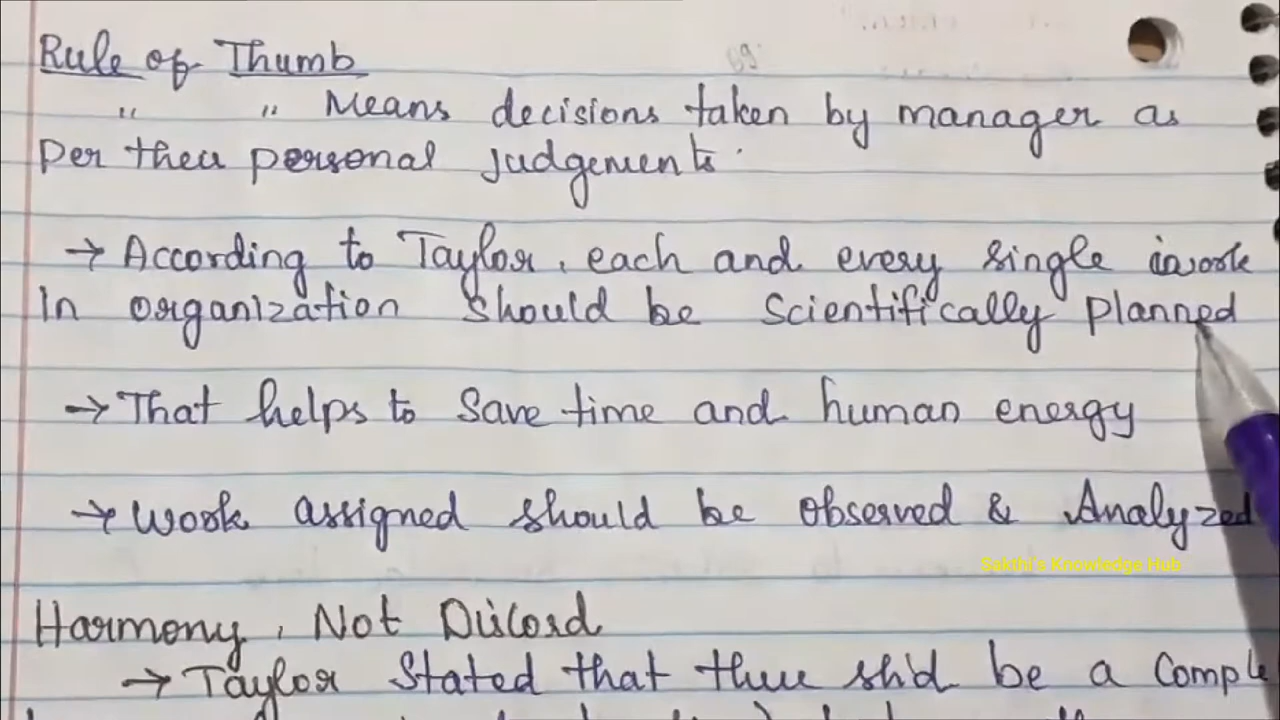 Rule of Thumb
" " Means decisions taken by manager as
Per their personal judgements.
→ According to Taylor, each and every single work
In organization should be Scientifically planned
→ That helps to save time and human energy
→ Work assigned should be observed & Analyzed
Sakthi's Knowledge Hub
Harmony, Not Discord
→ Taylor Stated that there sh'd be a Comple